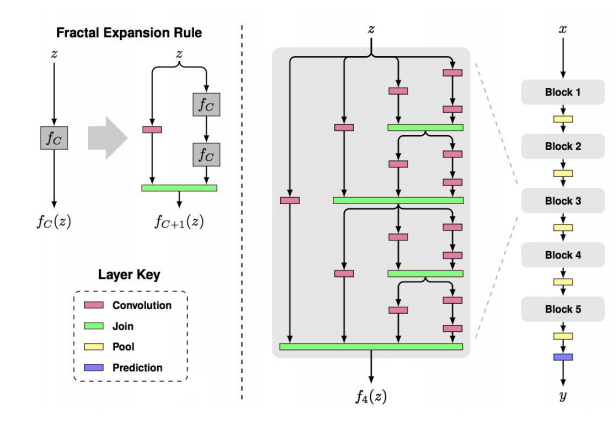 Fractal Expansion Rule
z
z
f_C
f_C
f_C
f_C(z)
f_{C+1}(z)
Layer Key
Convolution
Join
Pool
Prediction
z
f_4(z)
x
Block 1
Block 2
Block 3
Block 4
Block 5
y